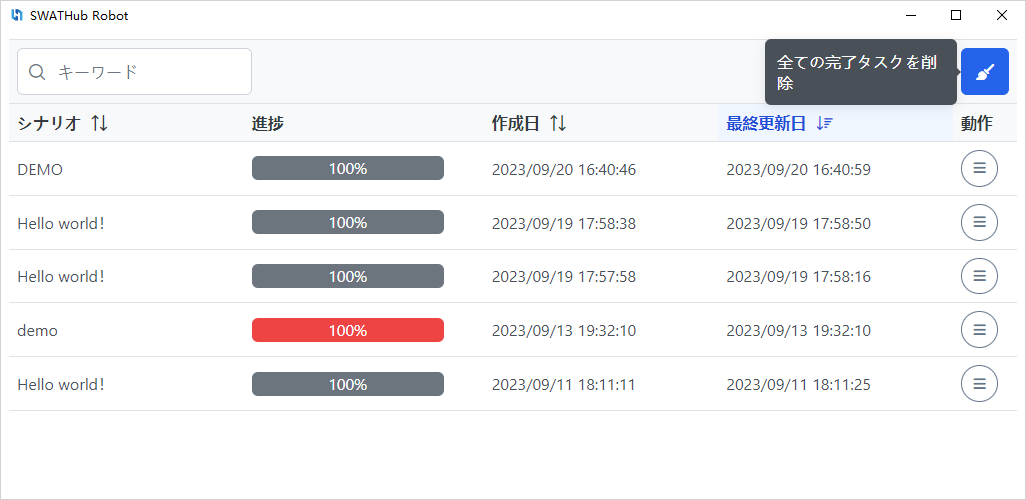 SWATHub Robot
キーワード
全ての完了タスクを削
除
シナリオ 進捗 作成日 最終更新日 動作
DEMO 100% 2023/09/20 16:40:46 2023/09/20 16:40:59
Hello world! 100% 2023/09/19 17:58:38 2023/09/19 17:58:50
Hello world! 100% 2023/09/19 17:57:58 2023/09/19 17:58:16
demo 100% 2023/09/13 19:32:10 2023/09/13 19:32:10
Hello world! 100% 2023/09/11 18:11:11 2023/09/11 18:11:25